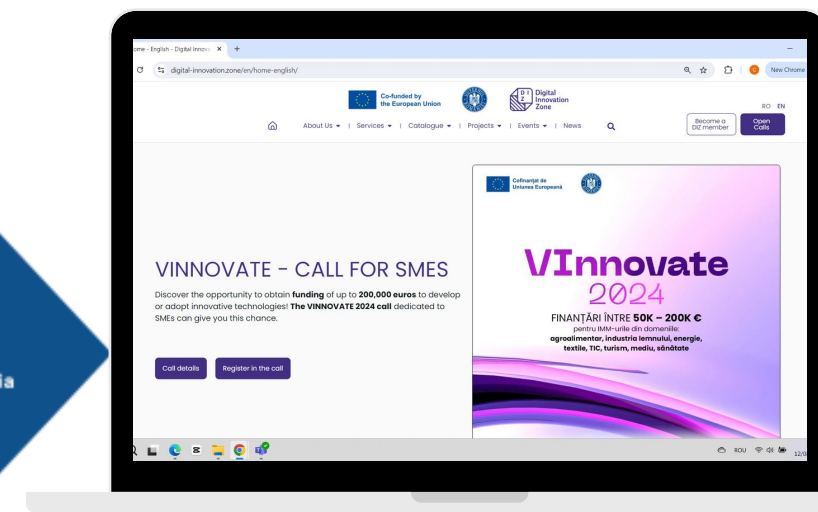 ome - English - Digital Innova
digital-innovation.zone/en/home-english/
New Chrome
Co-funded by
the European Union
D I
Z
Digital
Innovation
Zone
RO EN
About Us | Services | Catalogue | Projects | Events | News
Become a
DIZ member
Open
Calls
Cofinanțat de
Uniunea Europeană
VINNOVATE - CALL FOR SMES
Discover the opportunity to obtain funding of up to 200,000 euros to develop
or adopt innovative technologies! The VINNOVATE 2024 call dedicated to
SMEs can give you this chance.
Call details
Register in the call
VInnovate
2024
FINANȚĂRI ÎNTRE 50K – 200K €
pentru IMM-urile din domeniile:
agroalimentar, industria lemnului, energie,
textile, TIC, turism, mediu, sănătate
ia
ROU
12/0